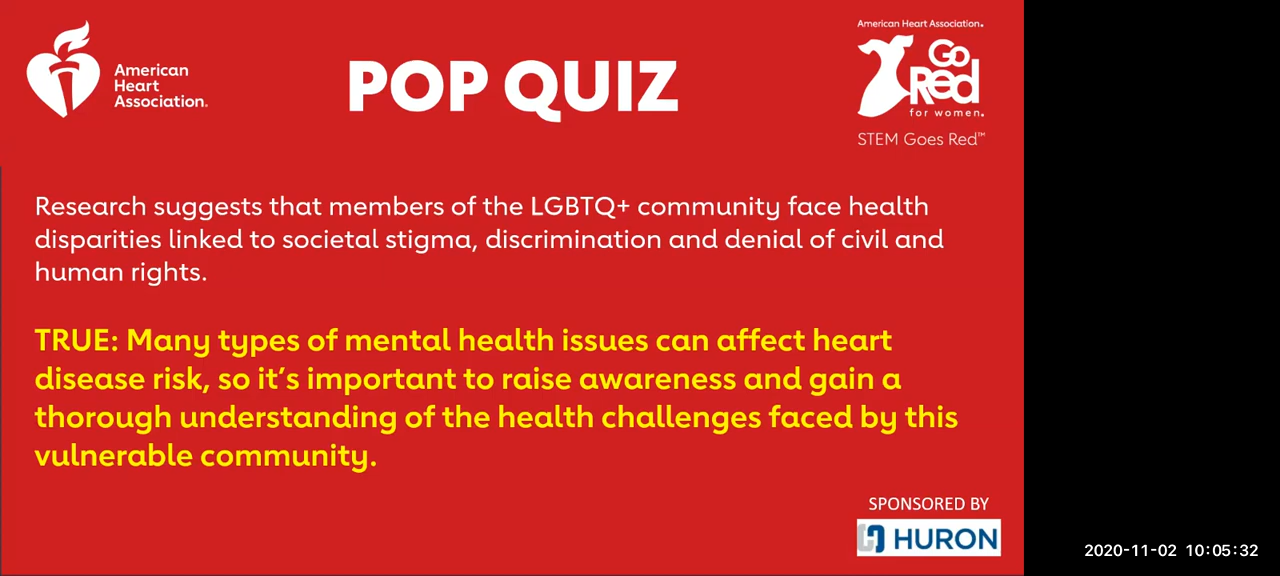 American
Heart
Association.
POP QUIZ
American Heart Association.
Go
Red
for women.
STEM Goes Red™
Research suggests that members of the LGBTQ+ community face health
disparities linked to societal stigma, discrimination and denial of civil and
human rights.
TRUE: Many types of mental health issues can affect heart
disease risk, so it's important to raise awareness and gain a
thorough understanding of the health challenges faced by this
vulnerable community.
SPONSORED BY
HURON
2020-11-02 10:05:32